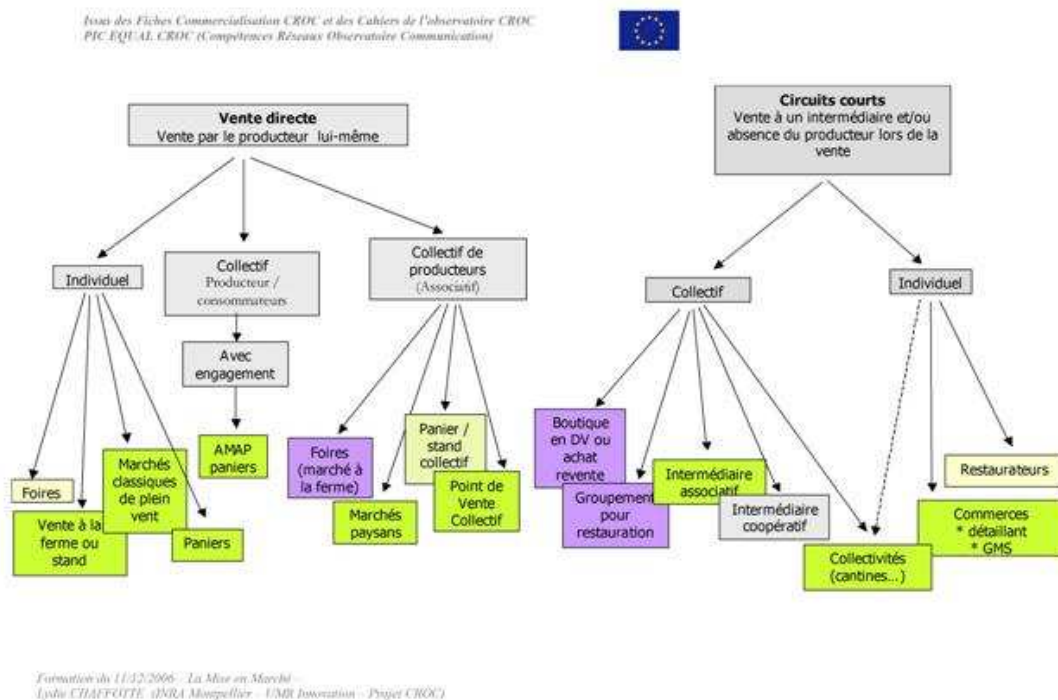 Issus des Fiches Commercialisation CROC et des Cahiers de l'observatoire CROC
PIC EQUAL CROC (Compétences Réseaux Observatoire Communication)
Vente directe
Vente par le producteur lui-même
Circuits courts
Vente à un intermédiaire et/ou
absence du producteur lors de la
vente
Individuel
Collectif
Producteur /
consommateurs
Collectif de
producteurs
(Associatif)
Collectif
Individuel
Avec
engagement
Foires
Vente à la
ferme ou
stand
Marchés
classiques
de plein
vent
Paniers
AMAP
paniers
Foires
(marché à
la ferme)
Marchés
paysans
Panier /
stand
collectif
Point de
Vente
Collectif
Boutique
en DV ou
achat
revente
Groupement
pour
restauration
Intermédiaire
associatif
Intermédiaire
coopératif
Collectivités
(cantines...)
Restaurateurs
Commerces
* détaillant
* GMS
Formation du 11/12/2006 - La Mise en Marché -
Lydie CHAFFOTTE (INRA Montpellier - UMR Innovation - Projet CROC)